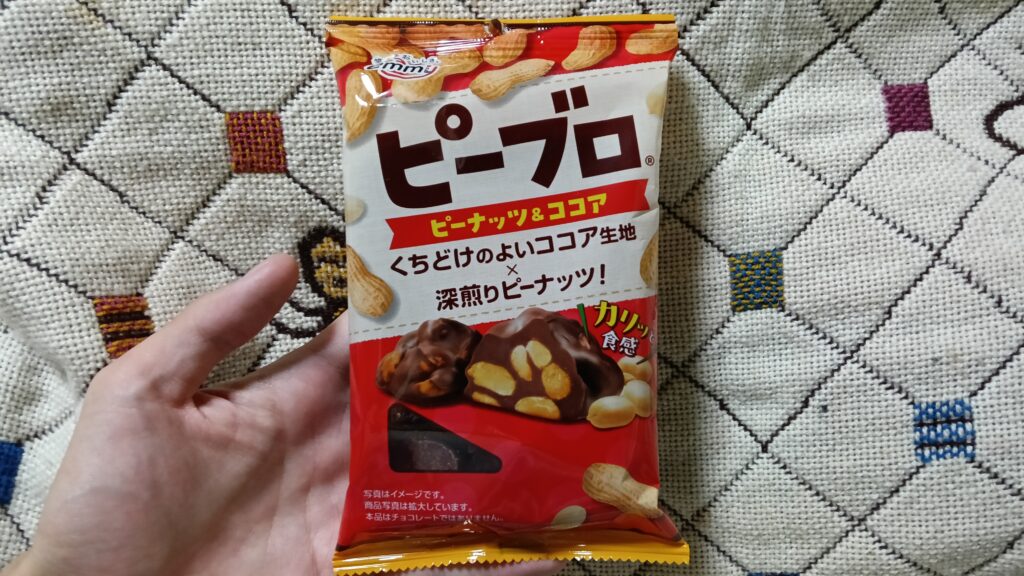 ピーブロ®
ピーナッツ&ココア
くちどけのよいココア生地
×
深煎りピーナッツ!
カリッと
食感
写真はイメージです。
商品写真は拡大しています。
本品はチョコレートではありません。